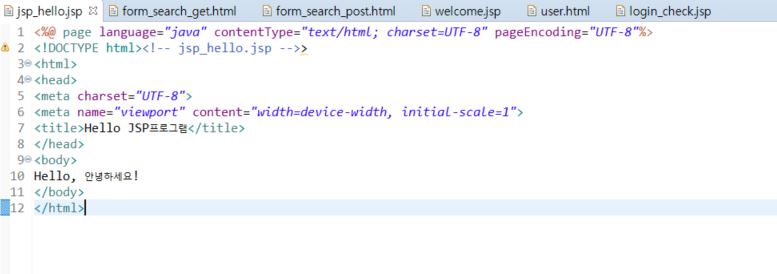 jsp_hello.jsp form_search_get.html form_search_post.html welcome.jsp user.html login_check.jsp
1 <%@ page language="java" contentType="text/html; charset=UTF-8" pageEncoding="UTF-8"%>
2 <!DOCTYPE html><!-- jsp_hello.jsp -->>
3 <html>
4 <head>
5 <meta charset="UTF-8">
6 <meta name="viewport" content="width=device-width, initial-scale=1">
7 <title>Hello JSP프로그램</title>
8 </head>
9 <body>
10 Hello, 안녕하세요!
11 </body>
12 </html>